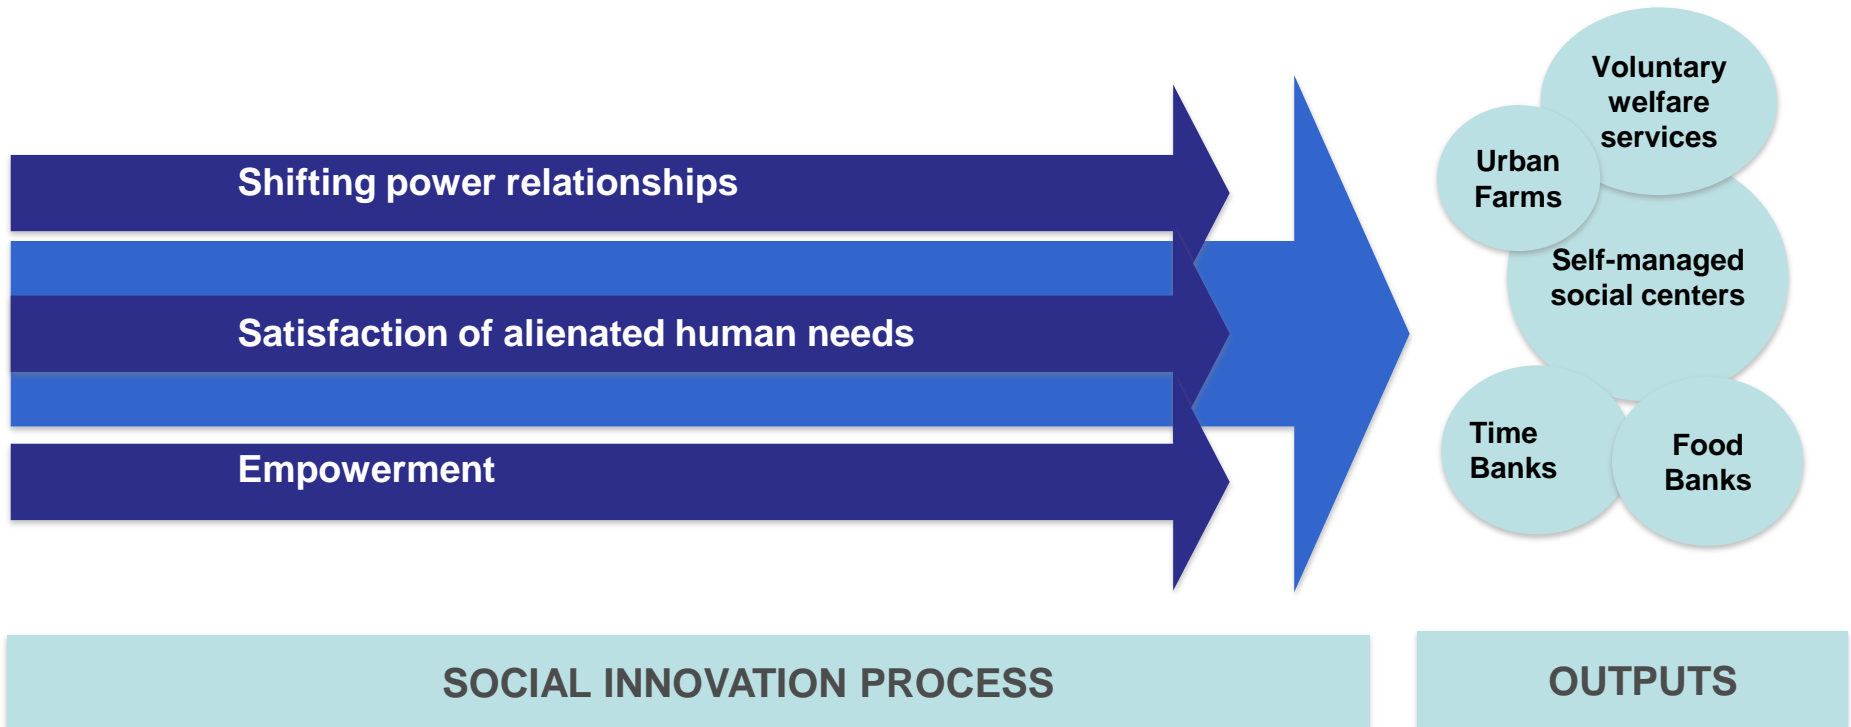 Shifting power relationships
Satisfaction of alienated human needs
Empowerment
Voluntary
welfare
services
Urban
Farms
Self-managed
social centers
Time
Banks
Food
Banks
SOCIAL INNOVATION PROCESS
OUTPUTS